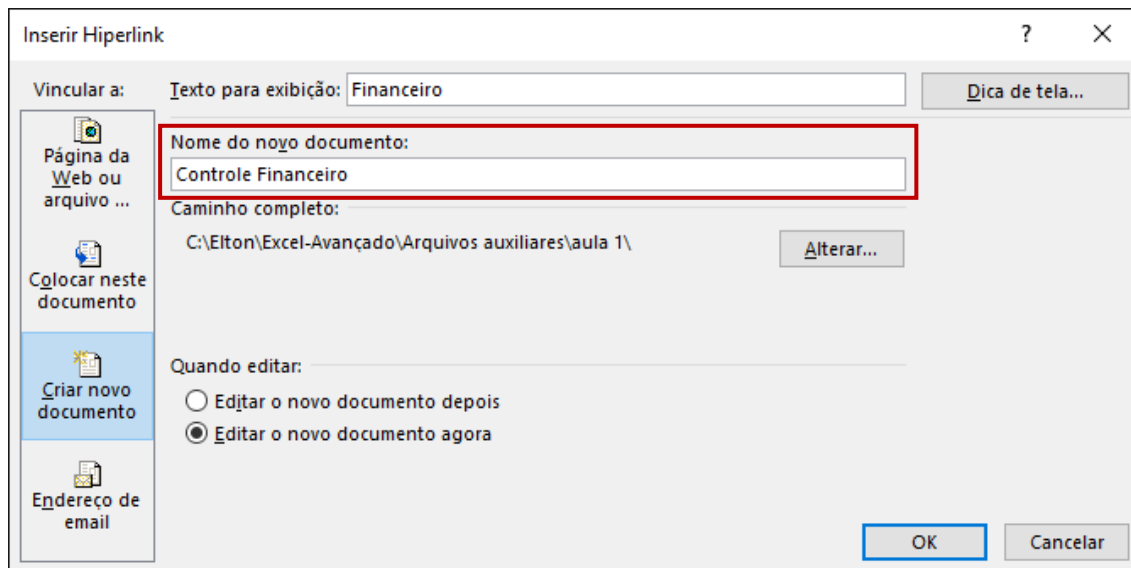 Inserir Hiperlink
?
Vincular a:
Texto para exibição: Financeiro
Dica de tela...
Página da
Web ou
arquivo ...
Colocar neste
documento
Criar novo
documento
Endereço de
email
Nome do novo documento:
Controle Financeiro
Caminho completo:
C:\Elton\Excel-Avançado\Arquivos auxiliares\aula 1\
Alterar...
Quando editar:
Editar o novo documento depois
Editar o novo documento agora
OK
Cancelar